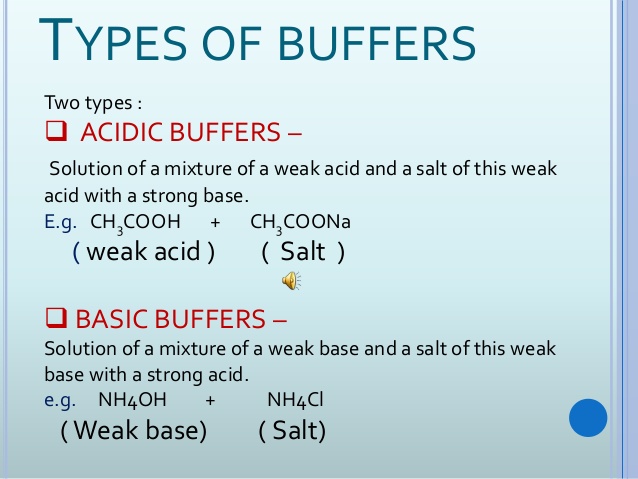 TYPES OF BUFFERS
Two types :
❑ ACIDIC BUFFERS –
Solution of a mixture of a weak acid and a salt of this weak
acid with a strong base.
E.g. CH₃COOH + CH₃COONa
( weak acid ) ( Salt )
❑ BASIC BUFFERS –
Solution of a mixture of a weak base and a salt of this weak
base with a strong acid.
e.g. NH4OH + NH4Cl
( Weak base) ( Salt)